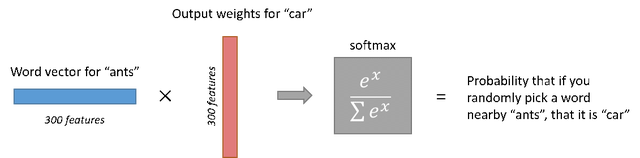 Output weights for “car”
softmax
Word vector for “ants”
300 features
×
300 features
e^x
∑ e^x
=
Probability that if you
randomly pick a word
nearby “ants”, that it is “car”